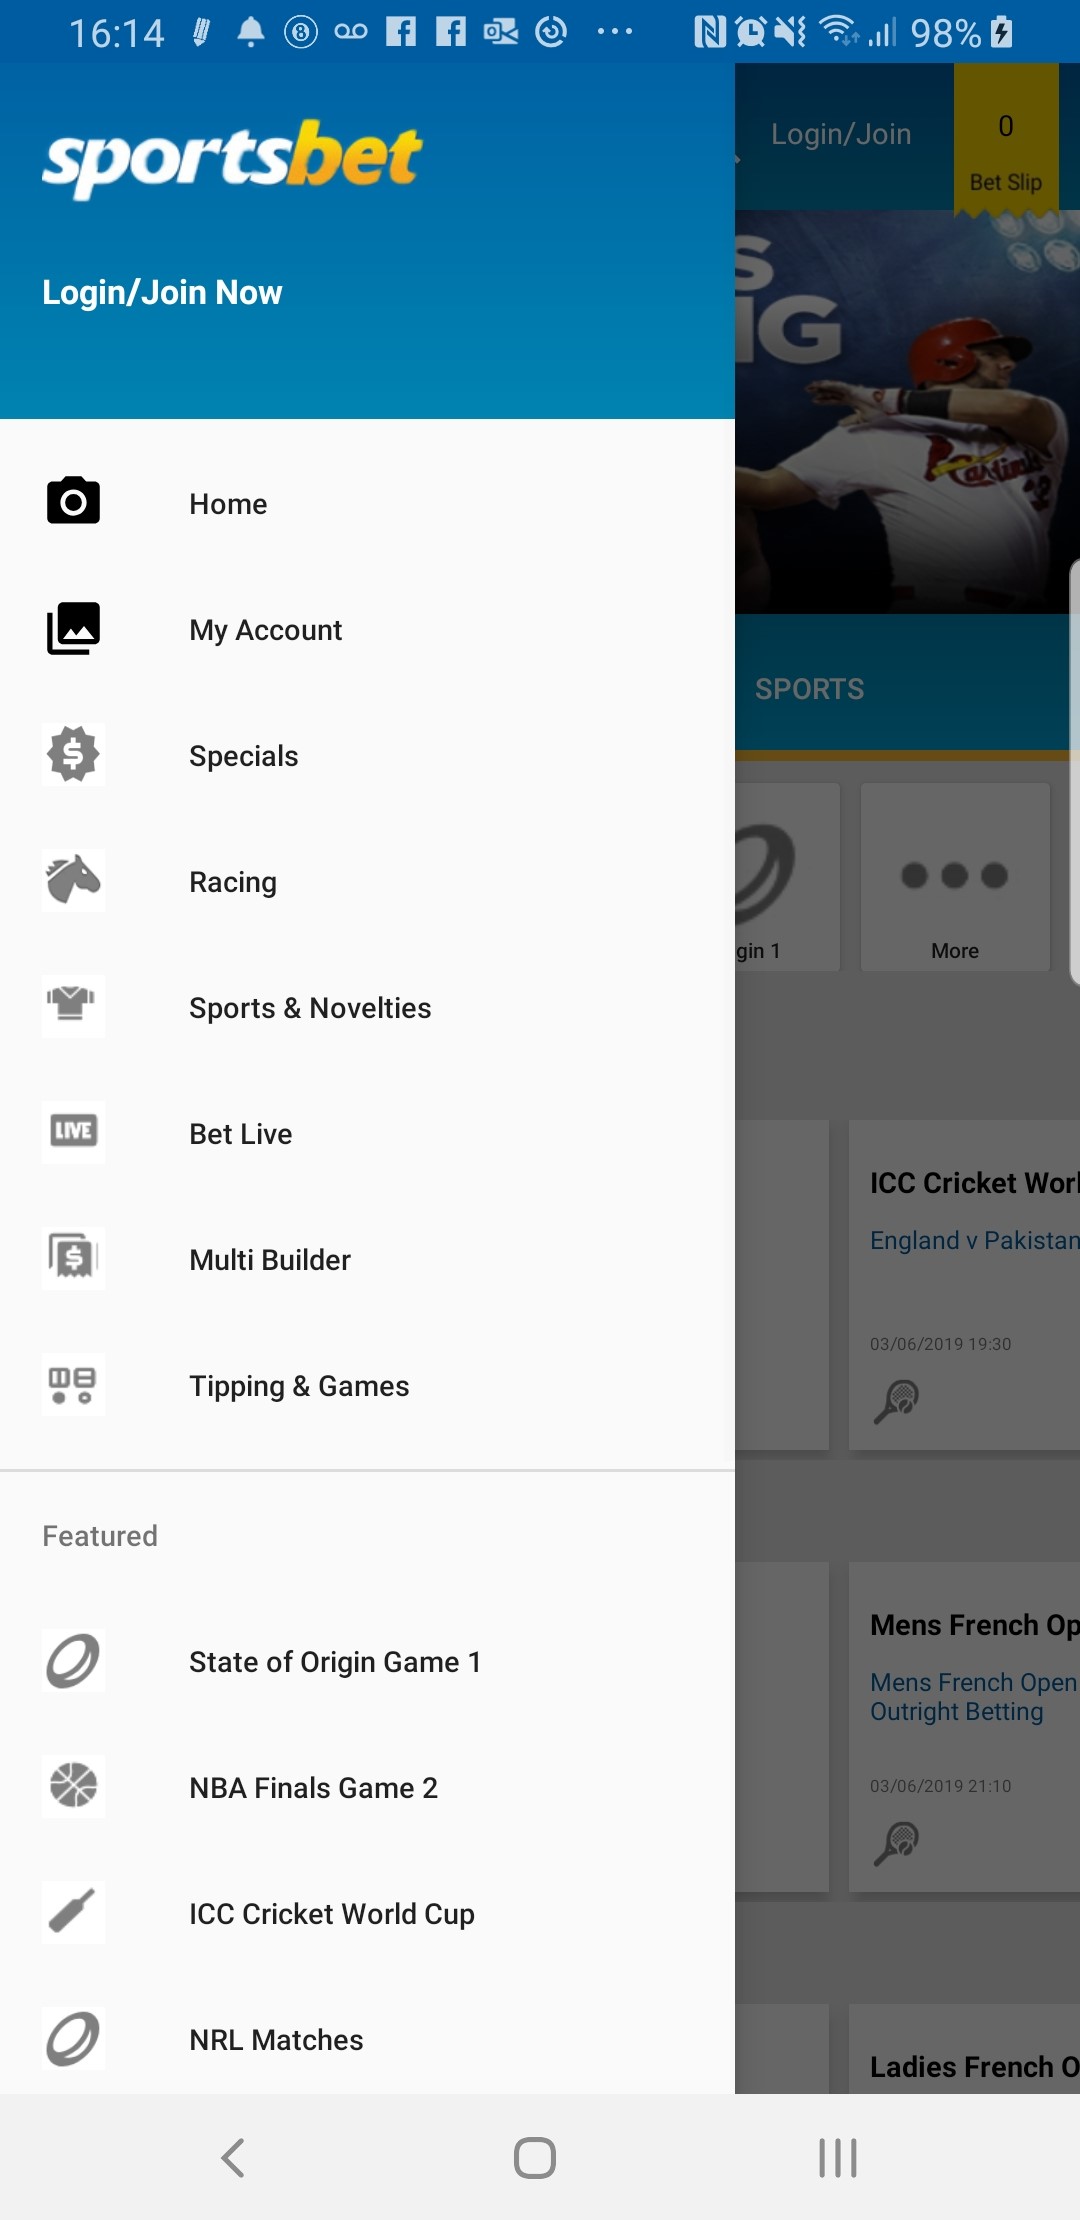 16:14
98%
sportsbet
Login/Join Now
Login/Join
0
Bet Slip
S
IG
Cardinals
Home
My Account
SPORTS
$
Specials
Racing
gin 1
More
Sports & Novelties
LIVE
Bet Live
ICC Cricket Worl
England v Pakistan
$
Multi Builder
03/06/2019 19:30
Tipping & Games
Featured
State of Origin Game 1
Mens French Op
Mens French Open
Outright Betting
NBA Finals Game 2
03/06/2019 21:10
ICC Cricket World Cup
NRL Matches
Ladies French O